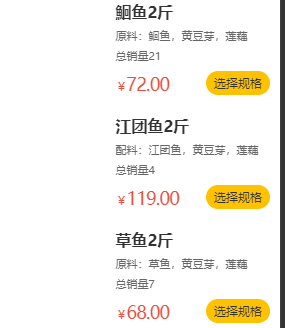 鮰鱼2斤
原料：鮰鱼，黄豆芽，莲藕
总销量21
¥72.00 选择规格
江团鱼2斤
配料：江团鱼，黄豆芽，莲藕
总销量4
¥119.00 选择规格
草鱼2斤
原料：草鱼，黄豆芽，莲藕
总销量7
¥68.00 选择规格